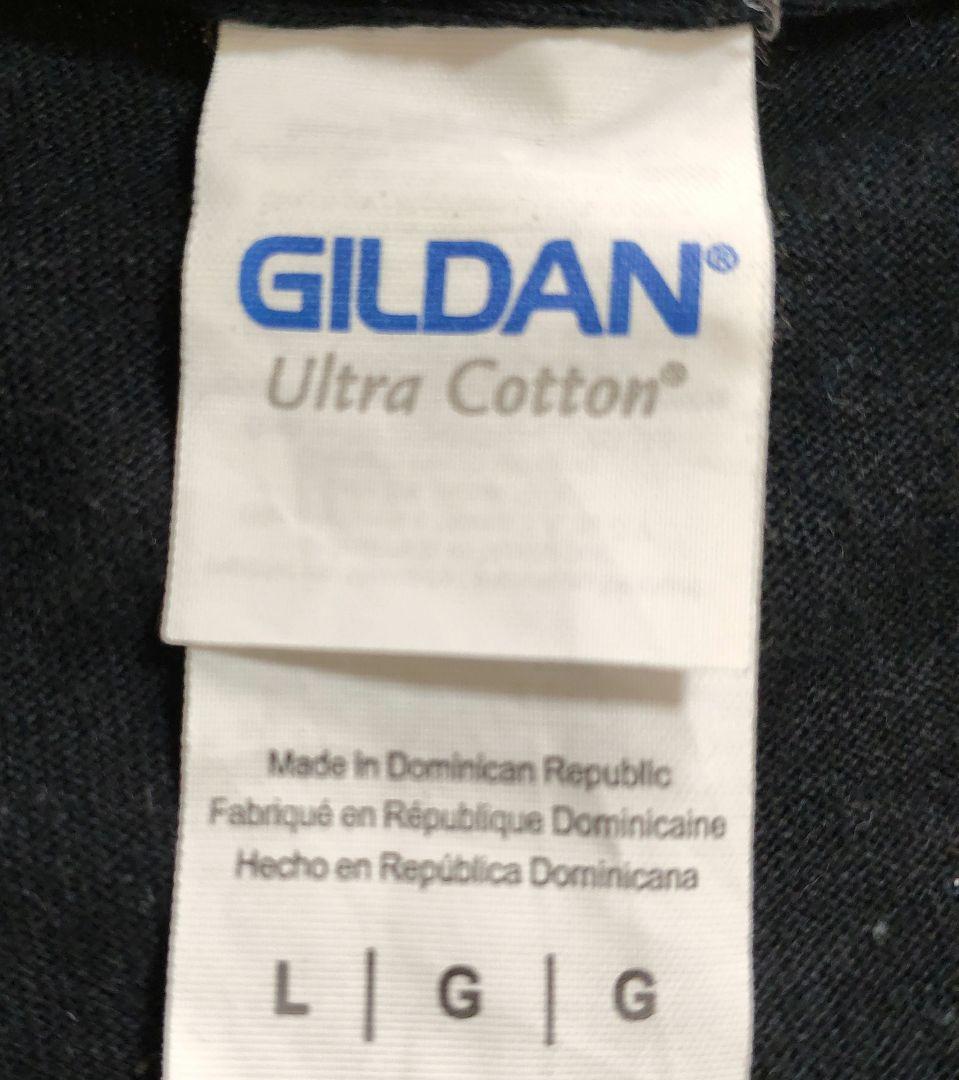 GILDAN®
Ultra Cotton®
Made in Dominican Republic
Fabriqué en République Dominicaine
Hecho en República Dominicana
L | G | G